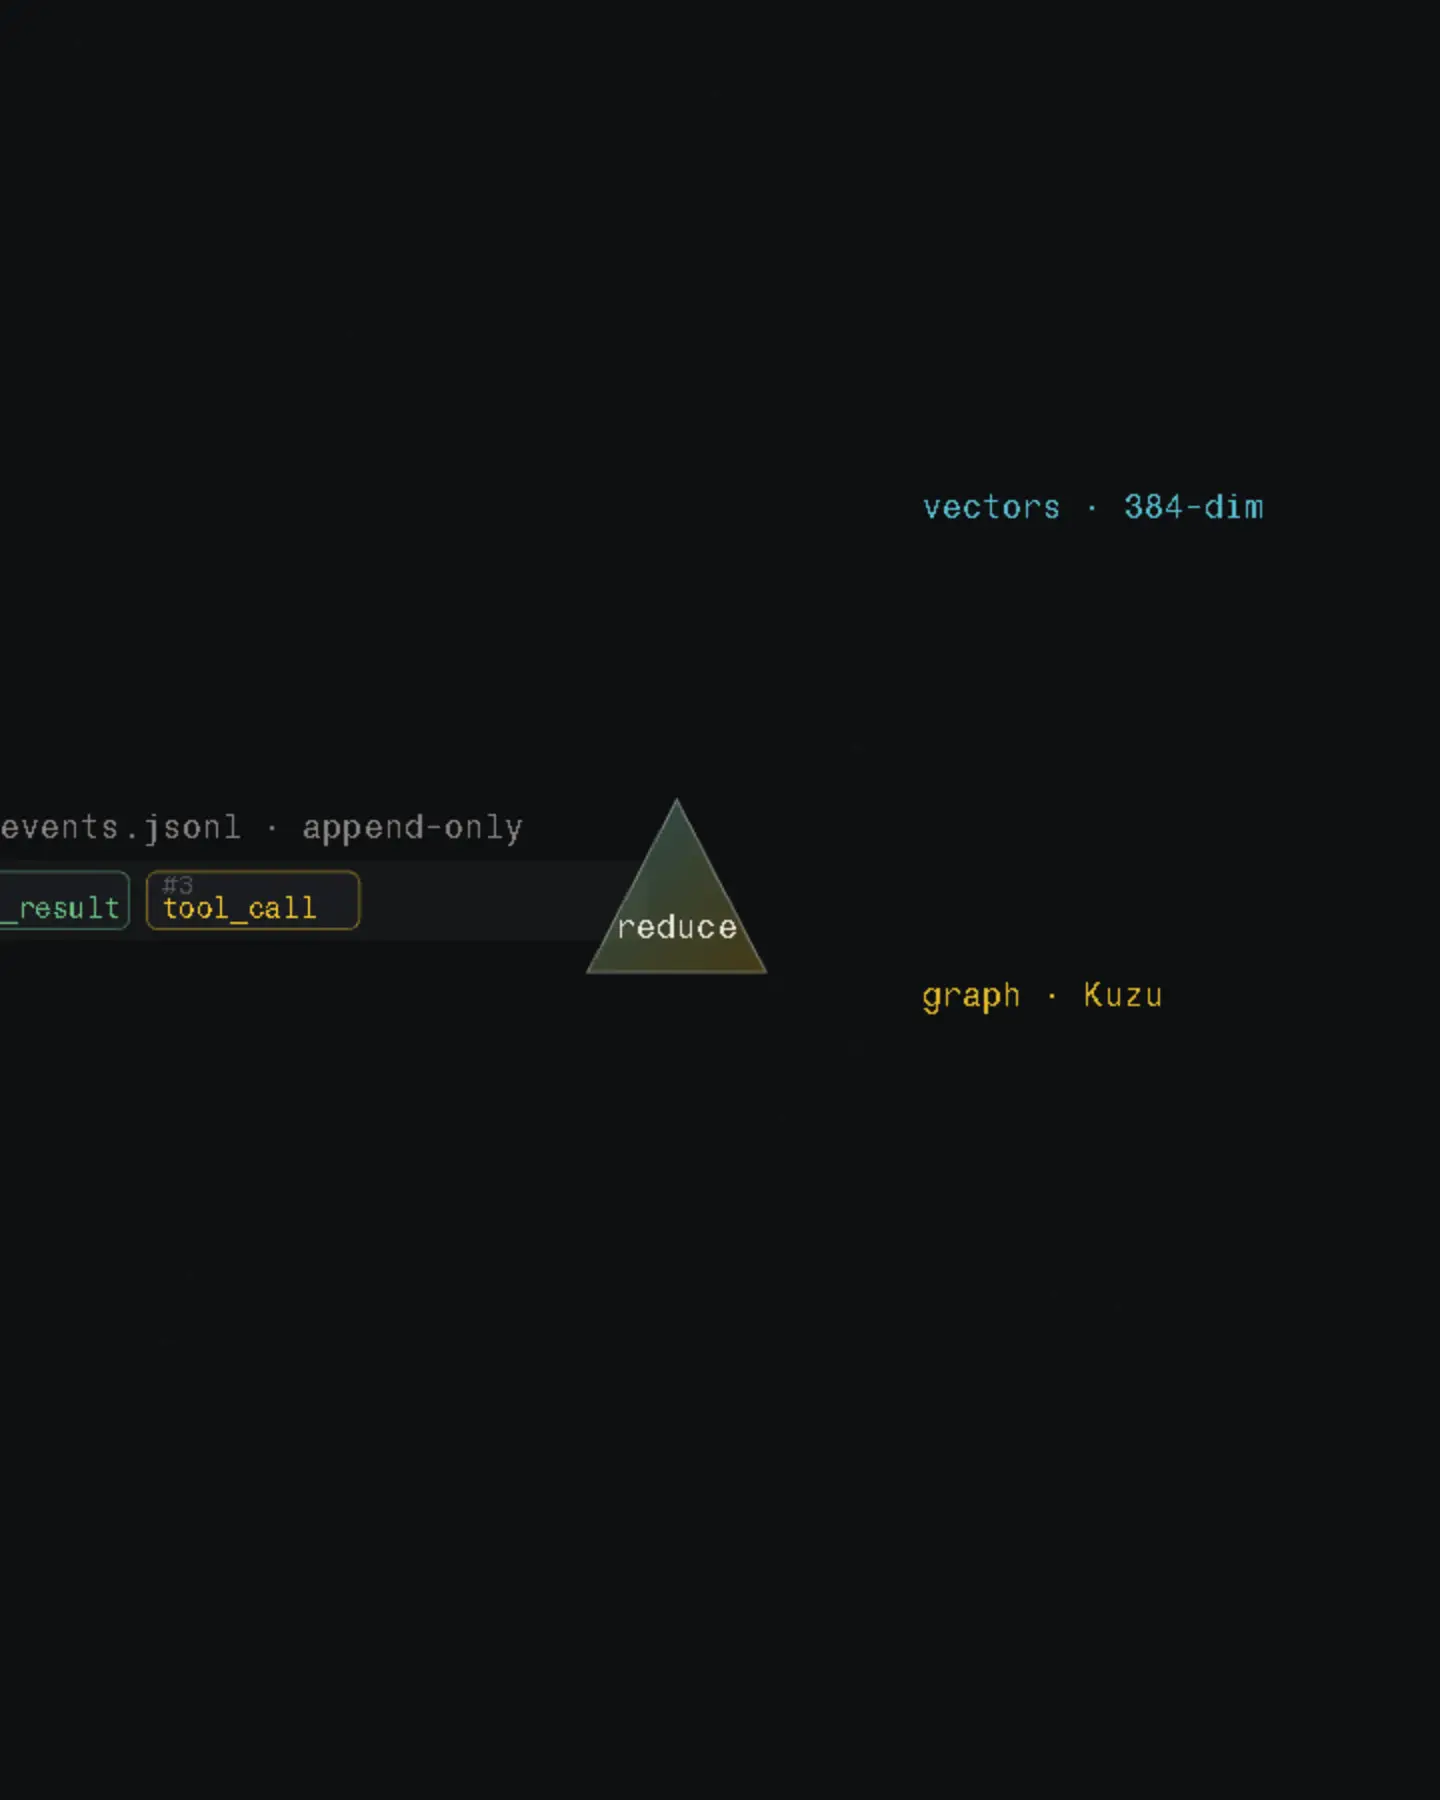 vectors · 384-dim
events.jsonl · append-only
_result
#3
tool_call
reduce
graph · Kuzu